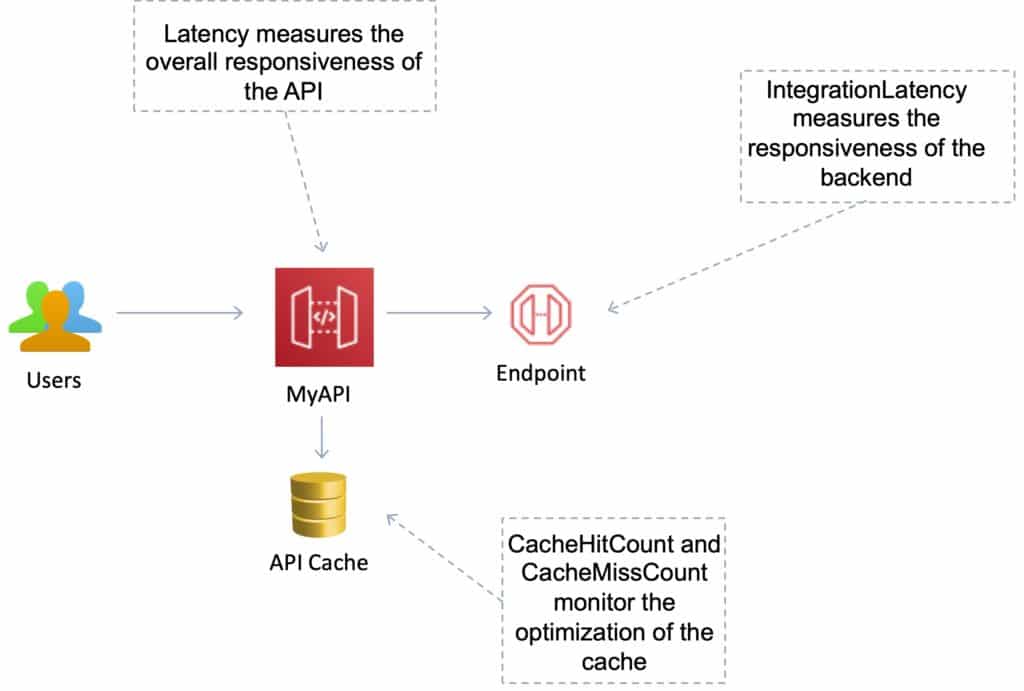 Latency measures the
overall responsiveness of
the API
IntegrationLatency
measures the
responsiveness of the
backend
Users
</>
MyAPI
Endpoint
API Cache
CacheHitCount and
CacheMissCount
monitor the
optimization of the
cache